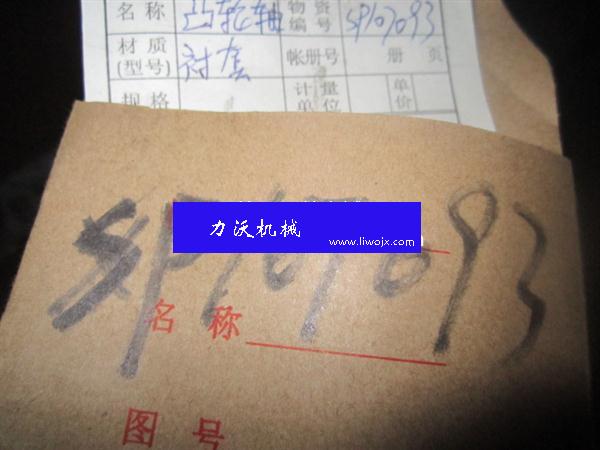 名称 凸轮轴 物资编号 SP107093
材质(型号) 衬套 帐册号 册 页
规格 计量单位 单价
力沃机械
www.liwojx.com
SP107093
名称
图号